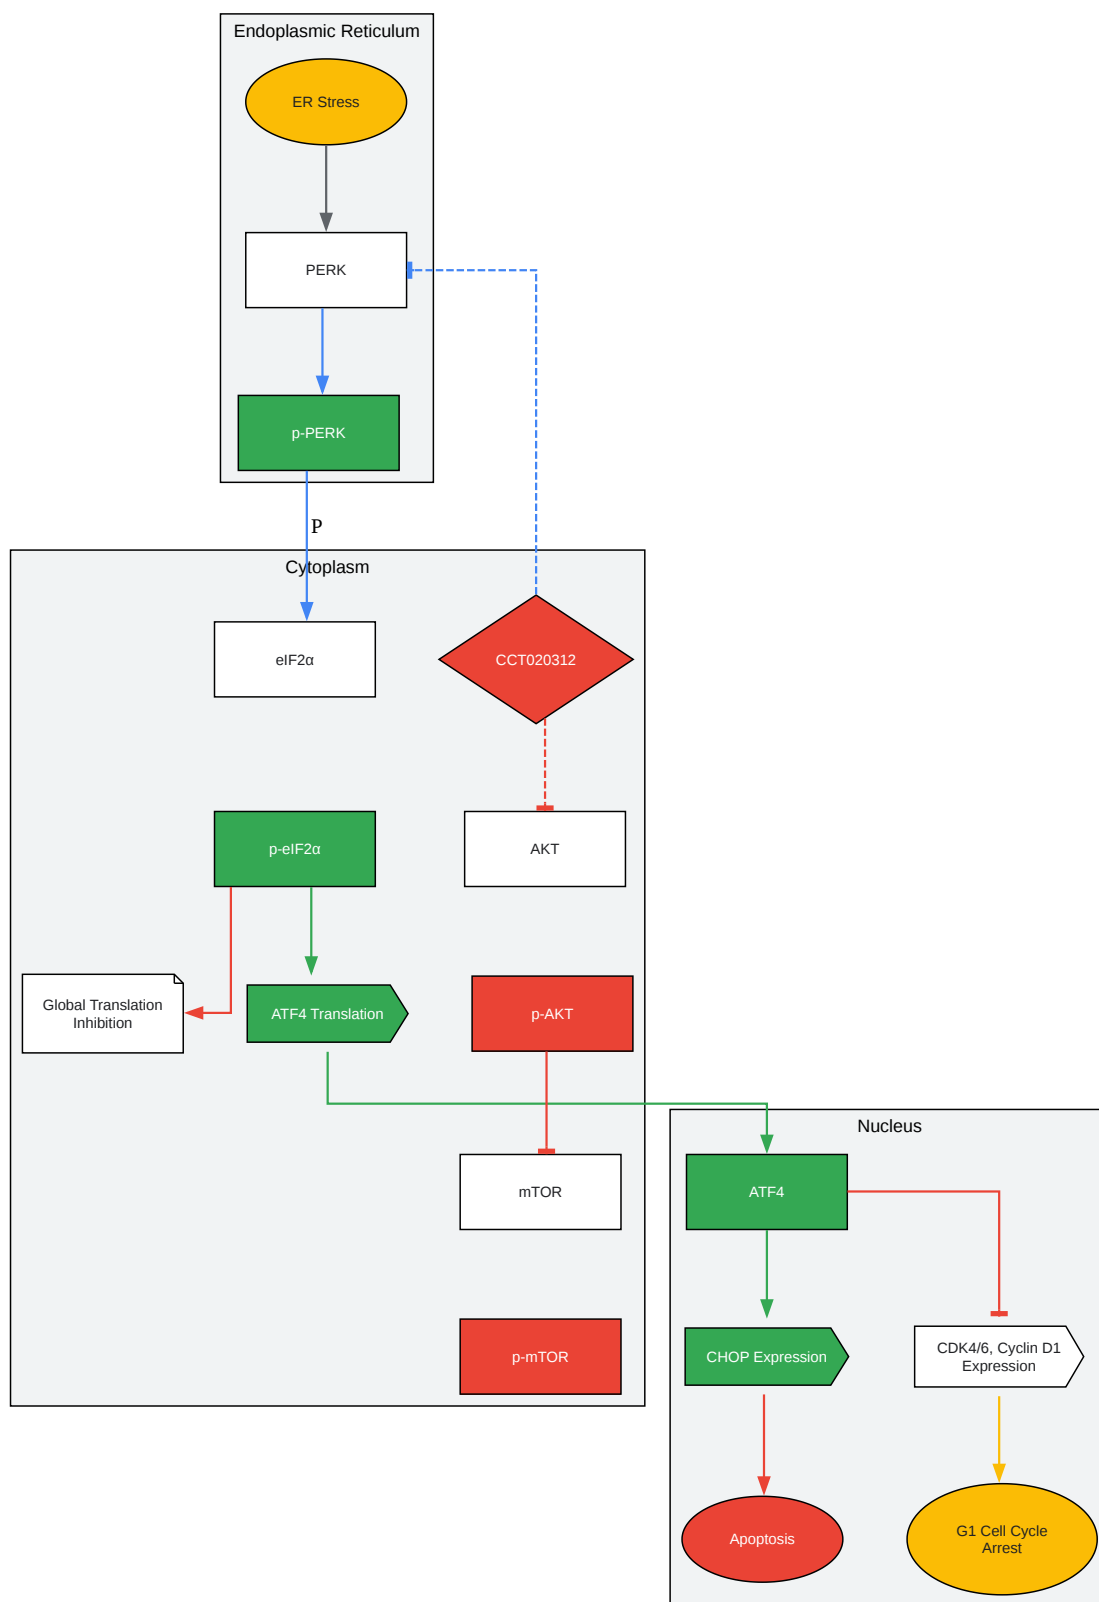 Endoplasmic Reticulum
ER Stress
PERK
p-PERK
P
Cytoplasm
eIF2α
CCT020312
p-eIF2α
AKT
Global Translation
Inhibition
ATF4 Translation
p-AKT
mTOR
p-mTOR
Nucleus
ATF4
CHOP Expression
CDK4/6, Cyclin D1
Expression
Apoptosis
G1 Cell Cycle
Arrest